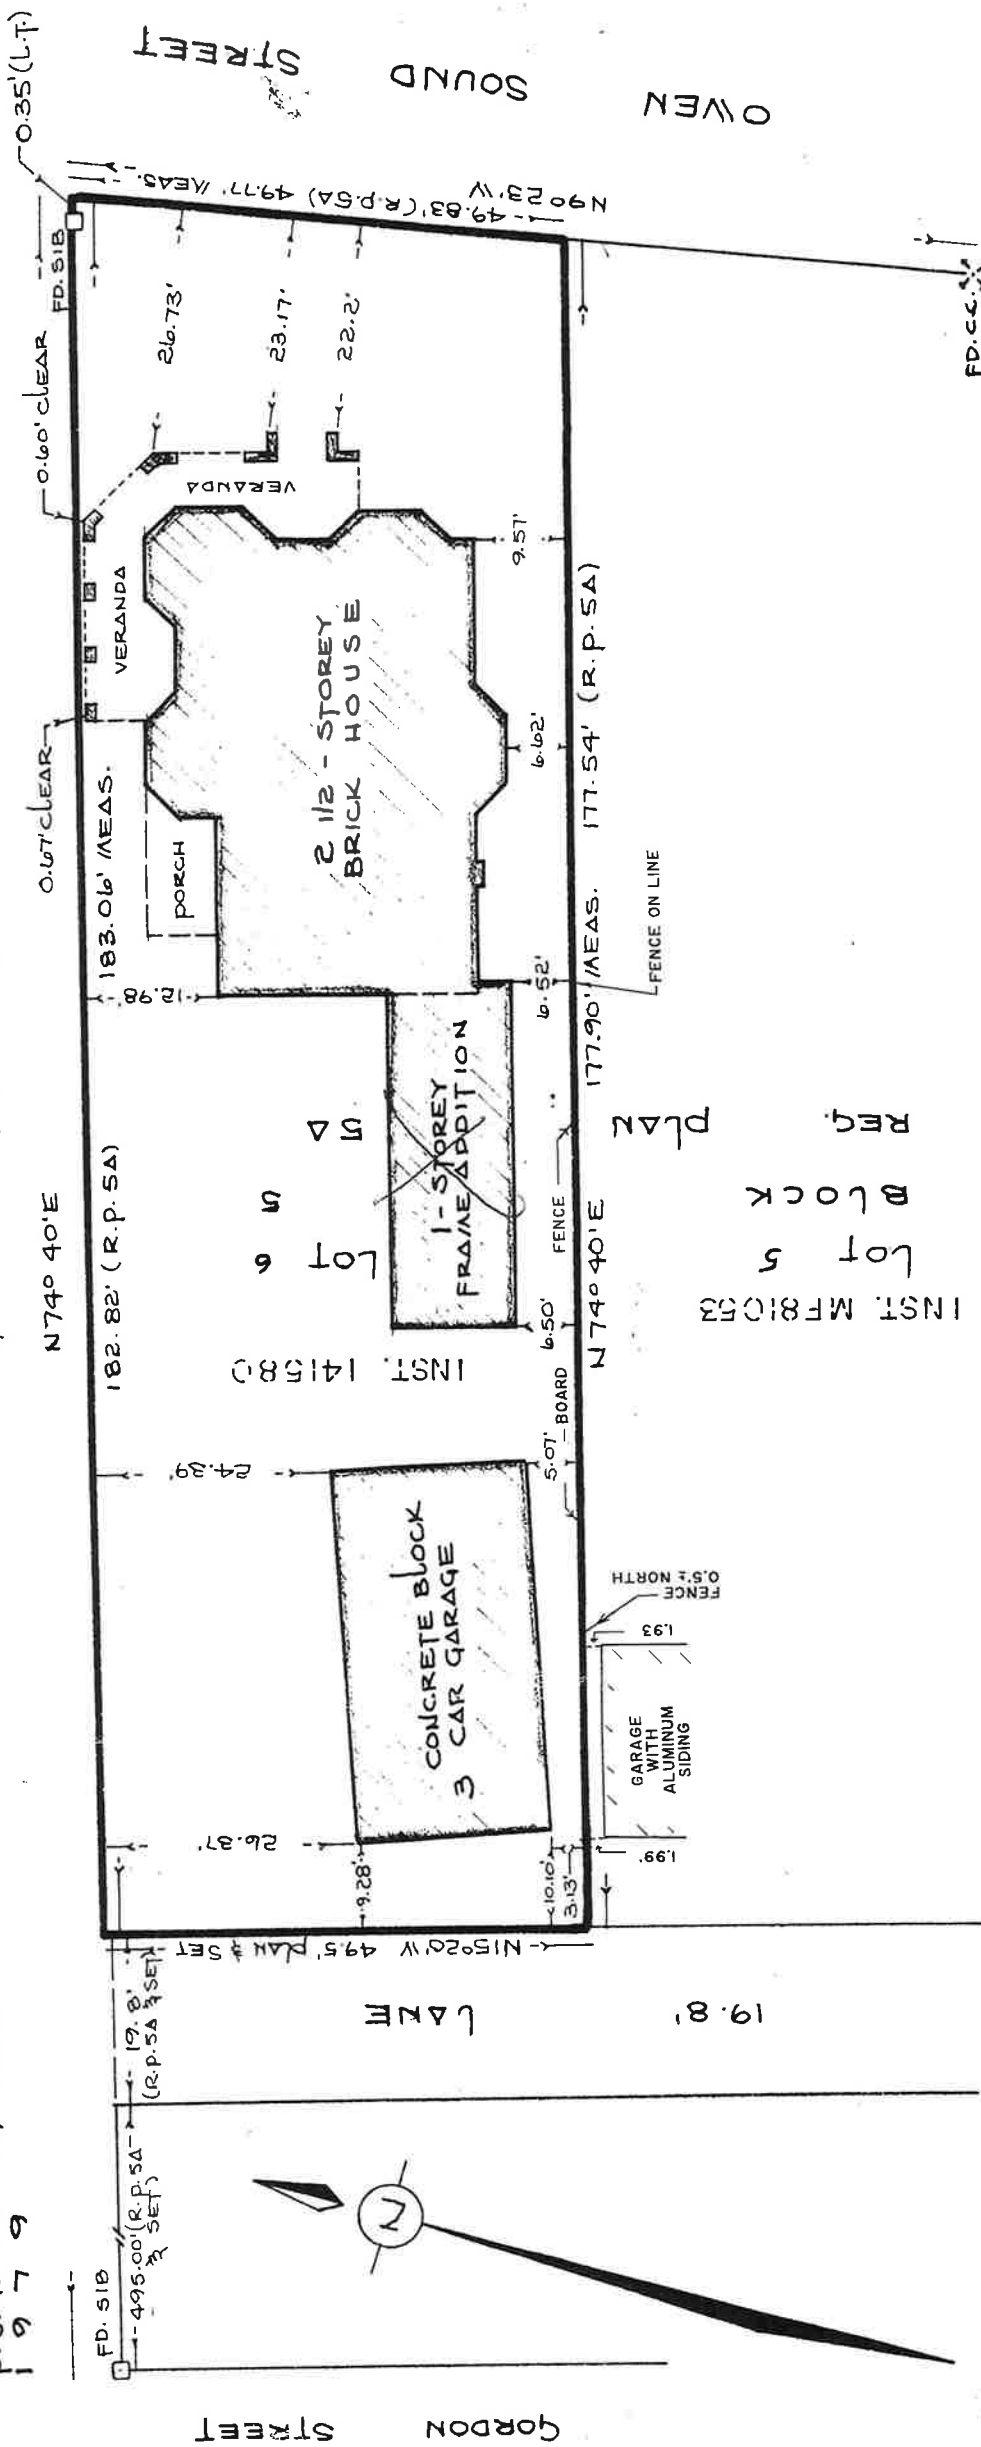 OWEN SOUND STREET
0.35' (L.T.)
FD. SIB
N9°23'W
49.83' (R.P. 5A) 49.77' MEAS.
FD. C.C.
0.60' CLEAR
26.73'
23.17'
22.2'
VERANDA
VERANDA
0.67' CLEAR
9.57'
2 1/2 - STOREY
BRICK HOUSE
6.62'
PORCH
183.06' MEAS.
12.98'
177.54' (R.P. 5A)
177.90' MEAS.
6.52'
FENCE ON LINE
1 - STOREY
FRAME ADDITION
N74° 40'E
182.82' (R.P. 5A)
LOT 6
5
5A
INST. 141580
6.50'
FENCE
BOARD
N74° 40'E
REG. PLAN
BLOCK
LOT 5
INST. MF81053
24.39'
5.07'
CONCRETE BLOCK
3 CAR GARAGE
FENCE
0.5'± NORTH
1.93
GARAGE
WITH
ALUMINUM
SIDING
1.99'
26.37'
9.28'
10.10'
3.13'
N15°20'W 49.5' PLAN & SET
19.8'
(R.P. 5A & SET)
LANE
19.8'
495.00' (R.P. 5A
& SET)
FD. SIB
N
1979
GORDON STREET